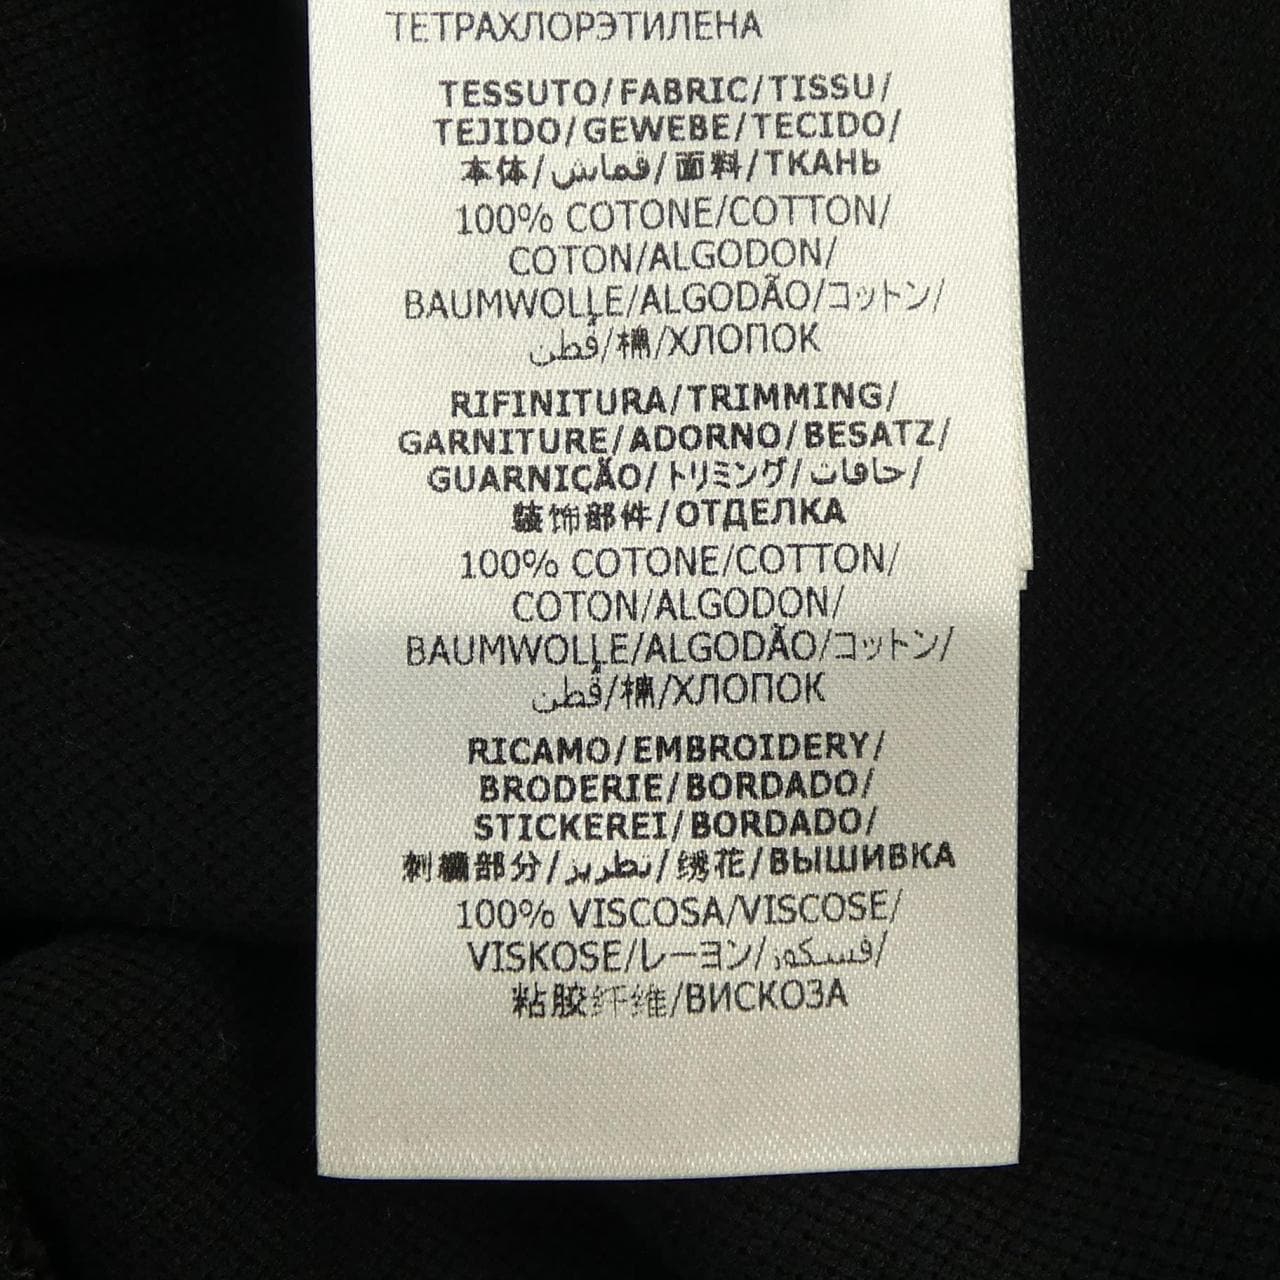 ТЕТРАХЛОРЭТИЛЕНА
TESSUTO/FABRIC/TISSU/
TEJIDO/GEWEBE/TECIDO/
本体/قماش/面料/ТКАНЬ
100% COTONE/COTTON/
COTON/ALGODON/
BAUMWOLLE/ALGODÃO/コットン/
قُطن/棉/ХЛОПОК
RIFINITURA/TRIMMING/
GARNITURE/ADORNO/BESATZ/
GUARNIÇÃO/トリミング/حافات/
装饰部件/ОТДЕЛКА
100% COTONE/COTTON/
COTON/ALGODON/
BAUMWOLLE/ALGODÃO/コットン/
قُطن/棉/ХЛОПОК
RICAMO/EMBROIDERY/
BRODERIE/BORDADO/
STICKEREI/BORDADO/
刺繍部分/تطريز/绣花/ВЫШИВКА
100% VISCOSA/VISCOSE/
VISKOSE/レーヨン/فسكوز/
粘胶纤维/ВИСКОЗА